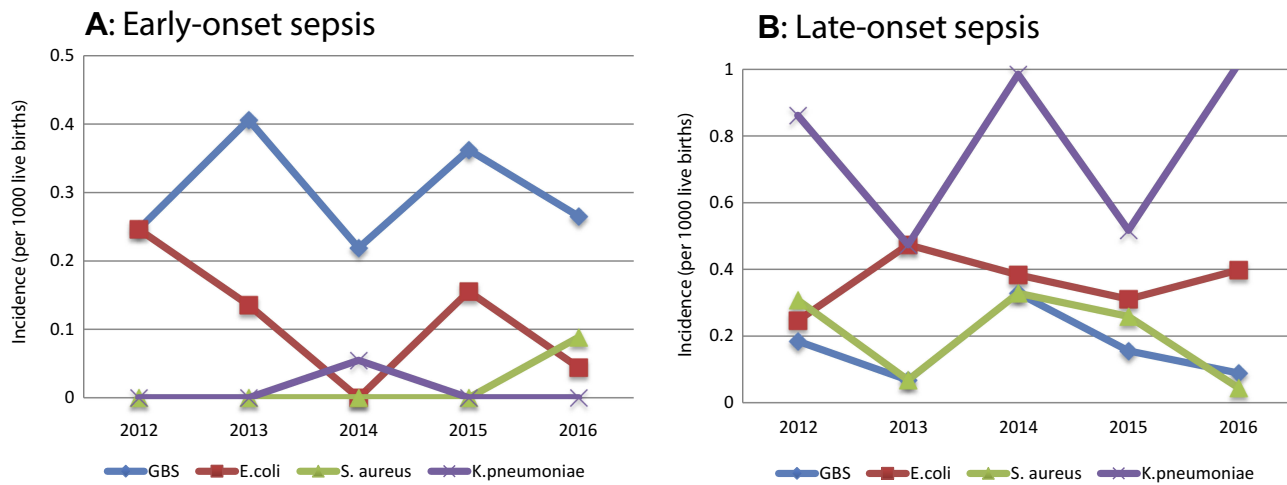 A: Early-onset sepsis
Incidence (per 1000 live births)
0.5
0.4
0.3
0.2
0.1
0
2012 2013 2014 2015 2016
GBS E.coli S. aureus K.pneumoniae
B: Late-onset sepsis
Incidence (per 1000 live births)
1
0.8
0.6
0.4
0.2
0
2012 2013 2014 2015 2016
GBS E.coli S. aureus K.pneumoniae